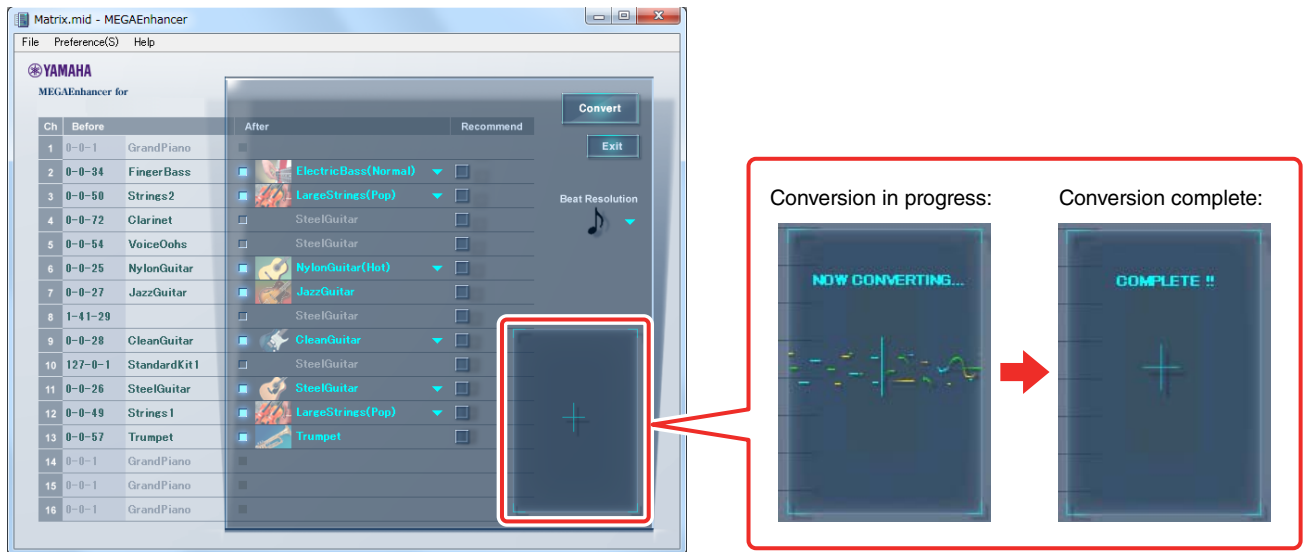 Matrix.mid - MEGAEnhancer
File Preference(S) Help
YAMAHA
MEGAEnhancer for
Convert
Ch Before After Recommend
Exit
1 0-0-1 GrandPiano
2 0-0-34 FingerBass ElectricBass(Normal)
3 0-0-50 Strings2 LargeStrings(Pop)
Beat Resolution
4 0-0-72 Clarinet SteelGuitar
5 0-0-54 VoiceOohs SteelGuitar
6 0-0-25 NylonGuitar NylonGuitar(Hot)
7 0-0-27 JazzGuitar JazzGuitar
8 1-41-29 SteelGuitar
9 0-0-28 CleanGuitar CleanGuitar
10 127-0-1 StandardKit1 SteelGuitar
11 0-0-26 SteelGuitar SteelGuitar
12 0-0-49 Strings1 LargeStrings(Pop)
13 0-0-57 Trumpet Trumpet
14 0-0-1 GrandPiano
15 0-0-1 GrandPiano
16 0-0-1 GrandPiano
Conversion in progress:
NOW CONVERTING...
Conversion complete:
COMPLETE !!